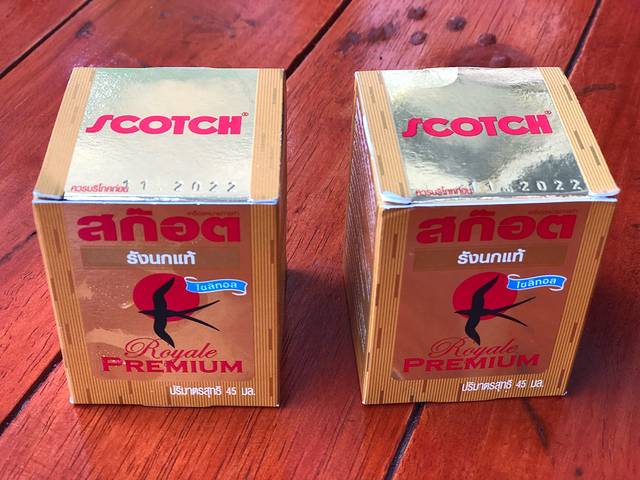 SCOTCH®
ควรบริโภคก่อน 11 2022
สก๊อต
รังนกแท้
ไซลิทอล
Royale
PREMIUM
ปริมาตรสุทธิ 45 มล.
SCOTCH®
ควรบริโภคก่อน 11 2022
สก๊อต
รังนกแท้
ไซลิทอล
Royale
PREMIUM
ปริมาตรสุทธิ 45 มล.